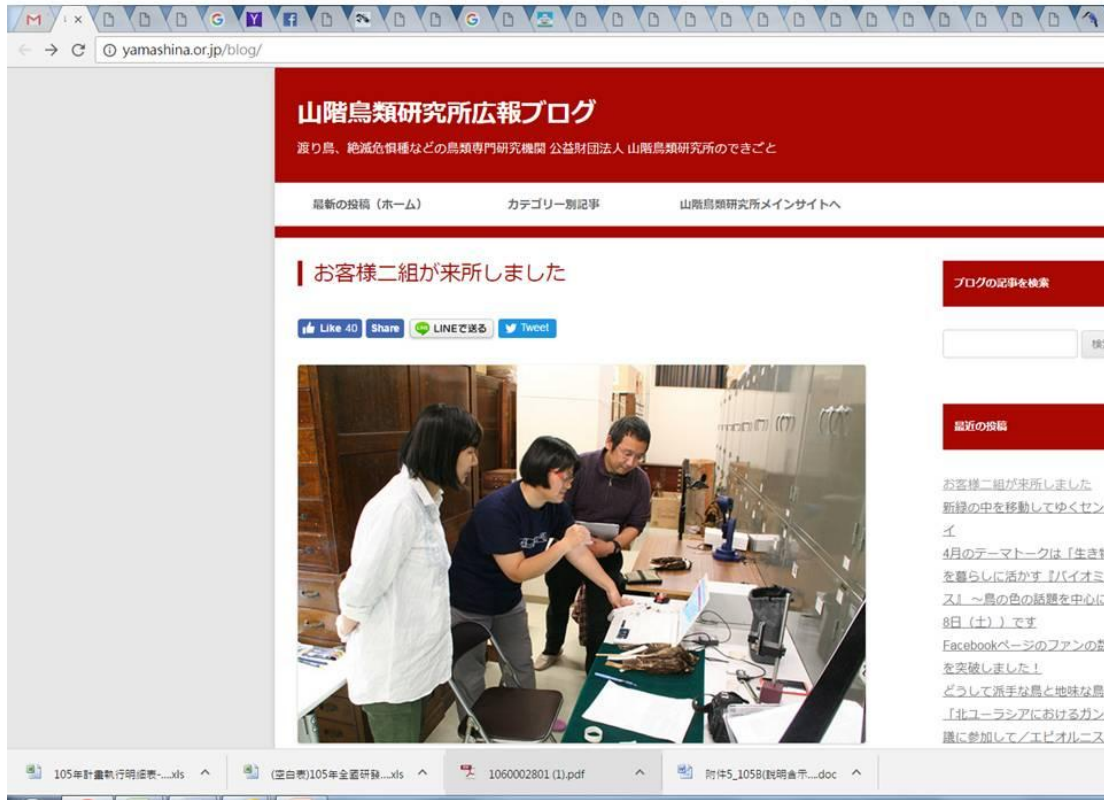 yamashina.or.jp/blog/
山階鳥類研究所広報ブログ
渡り鳥、絶滅危惧種などの鳥類専門研究機関 公益財団法人 山階鳥類研究所のできごと
最新の投稿（ホーム） カテゴリー別記事 山階鳥類研究所メインサイトへ
お客様二組が来所しました
Like 40 Share LINEで送る Tweet
ブログの記事を検索
最近の投稿
お客様二組が来所しました
新緑の中を移動してゆくセン
イ
4月のテーマトークは「生き物
を暮らしに活かす『バイオミ
ス』 ～鳥の色の話題を中心に
8日（土））です
Facebookページのファンの数
を突破しました！
どうして派手な鳥と地味な鳥
「北ユーラシアにおけるガン
議に参加して／エピオルニス
105年計畫執行明細表-....xls (空白表)105年全國研發....xls 1060002801 (1).pdf 附件5_105B(說明含示....doc